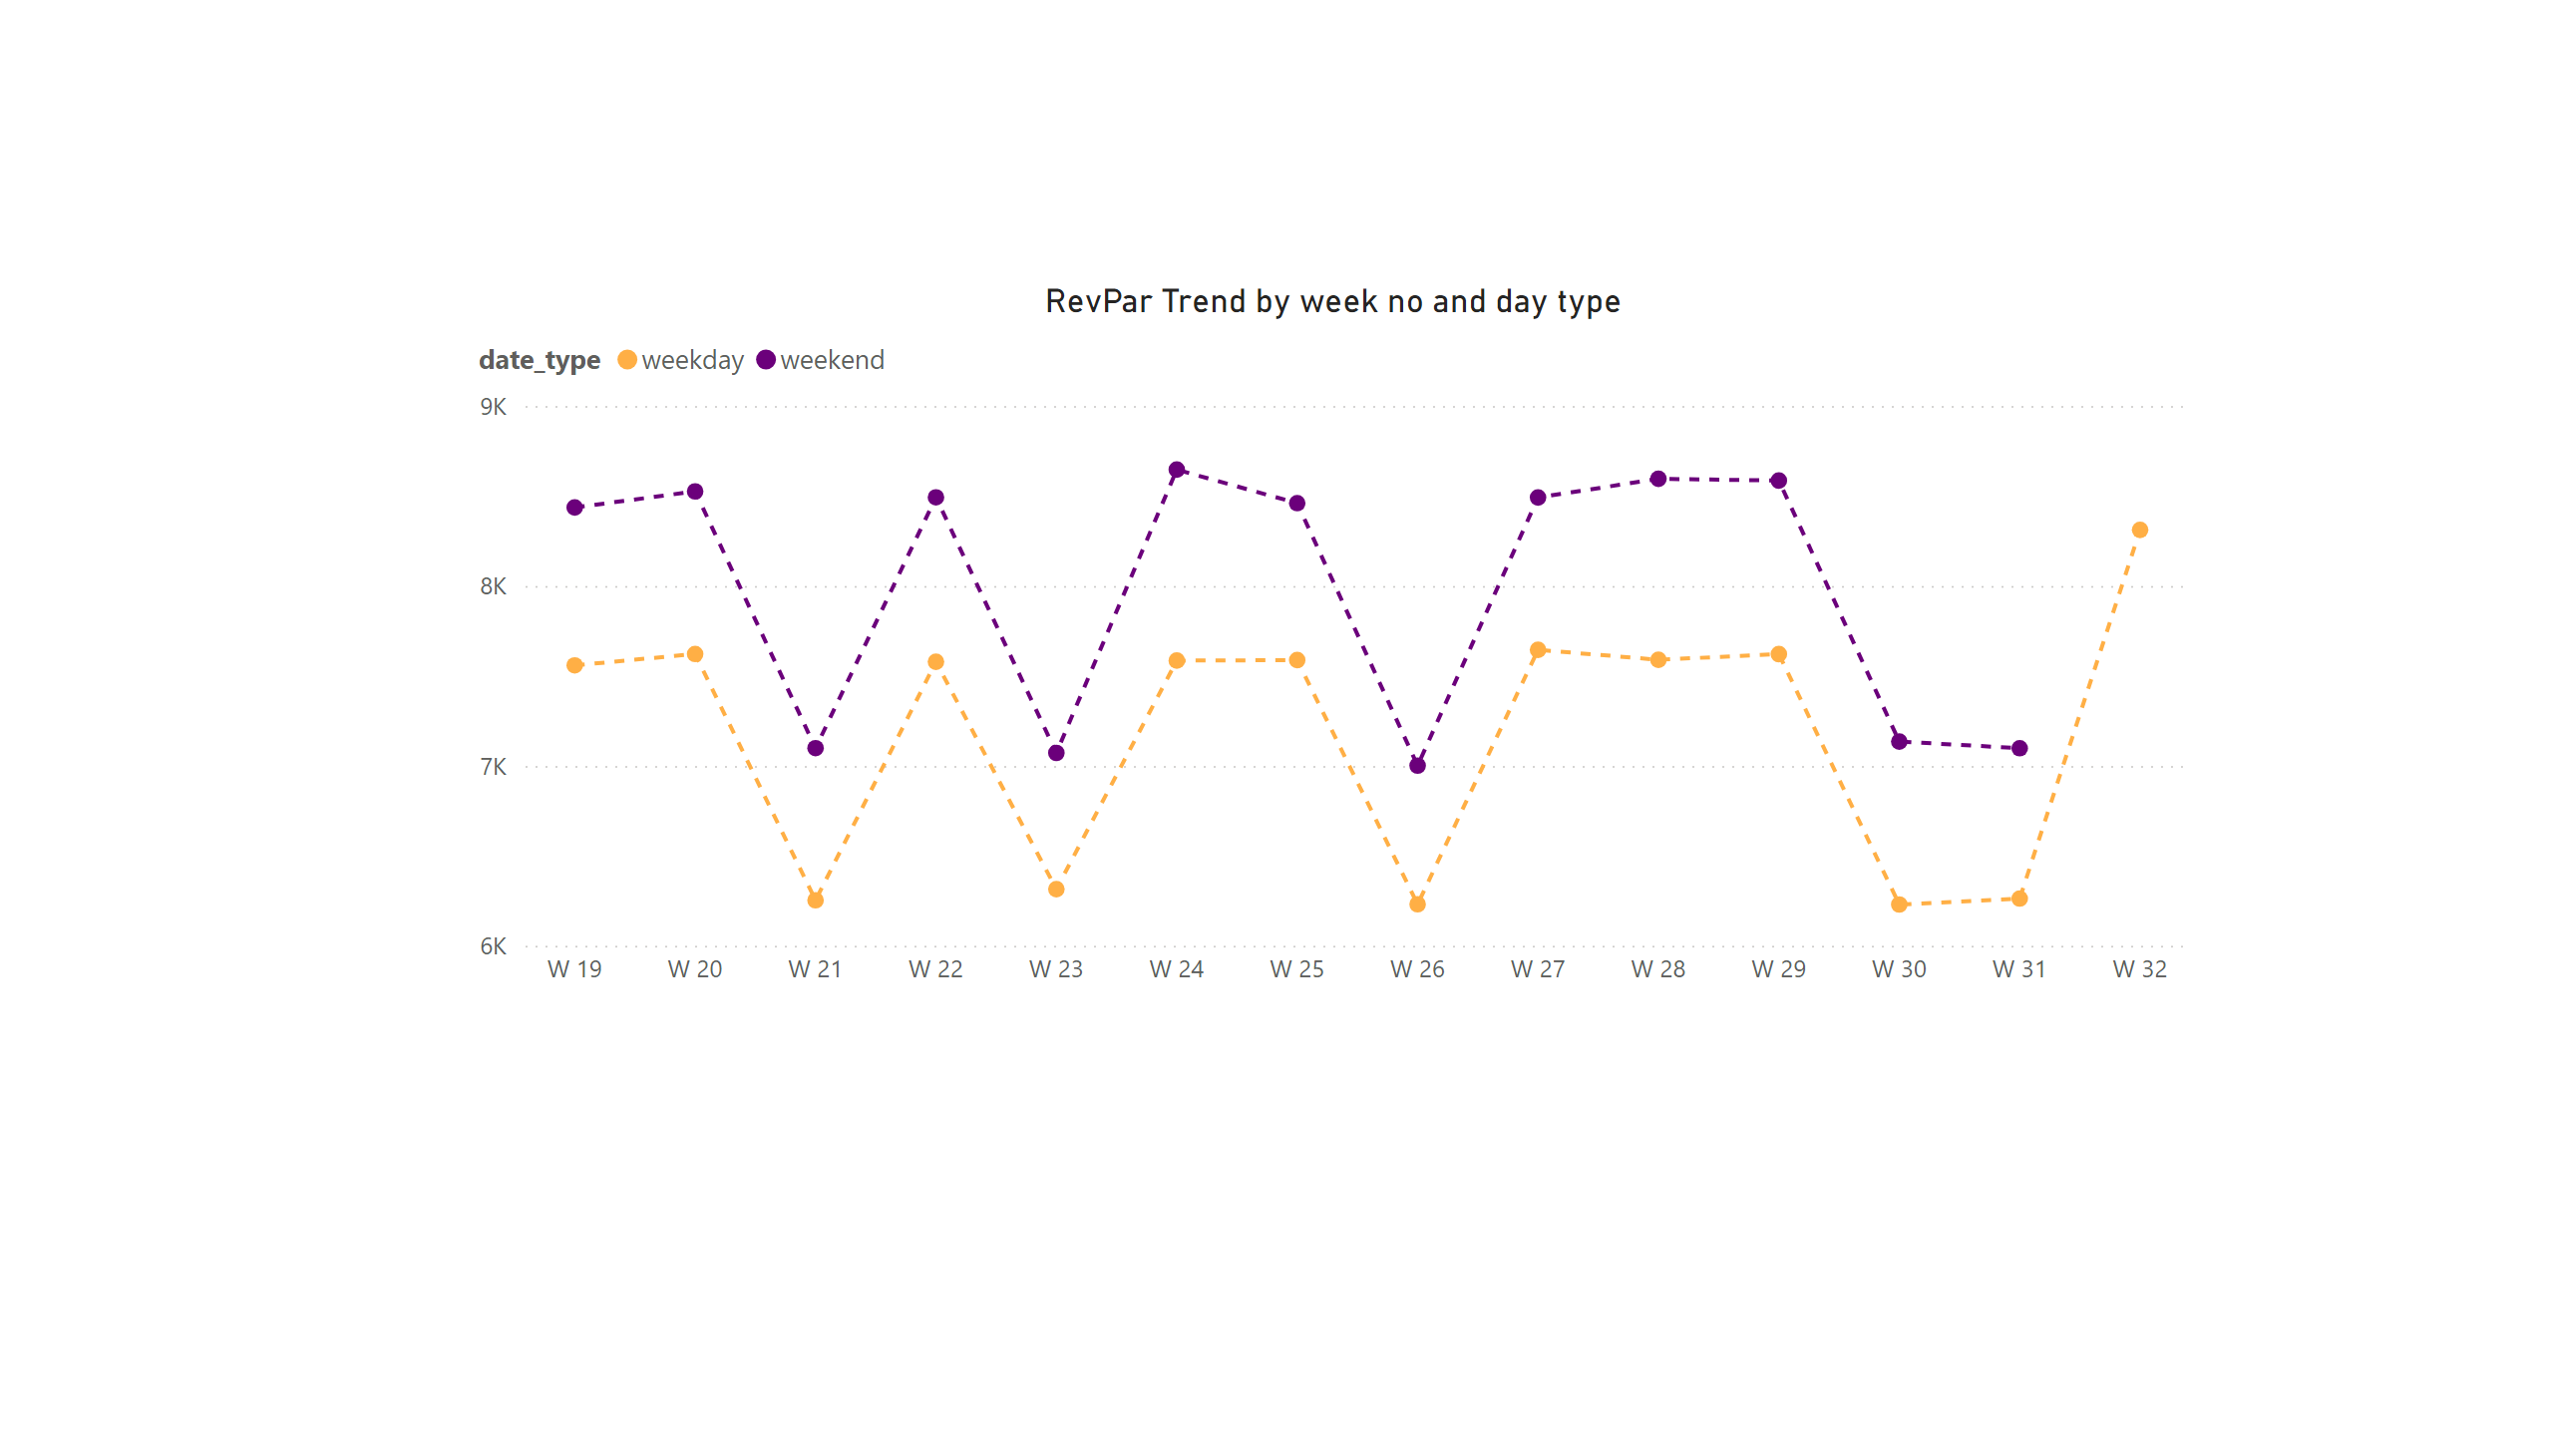 RevPar Trend by week no and day type
date_type weekday weekend
9K
8K
7K
6K
W 19 W 20 W 21 W 22 W 23 W 24 W 25 W 26 W 27 W 28 W 29 W 30 W 31 W 32